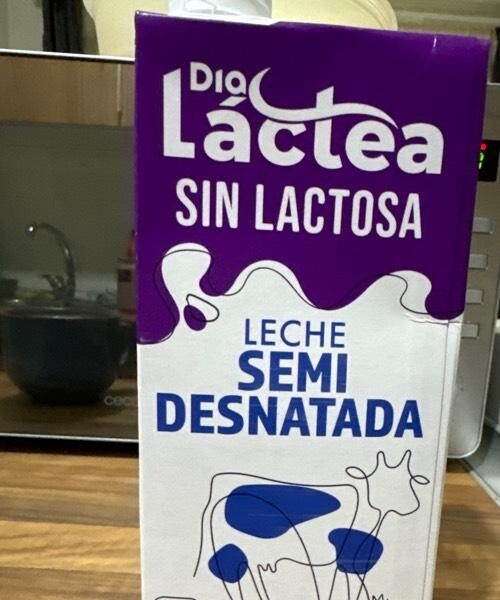 Dia
Láctea
SIN LACTOSA
LECHE
SEMI
DESNATADA